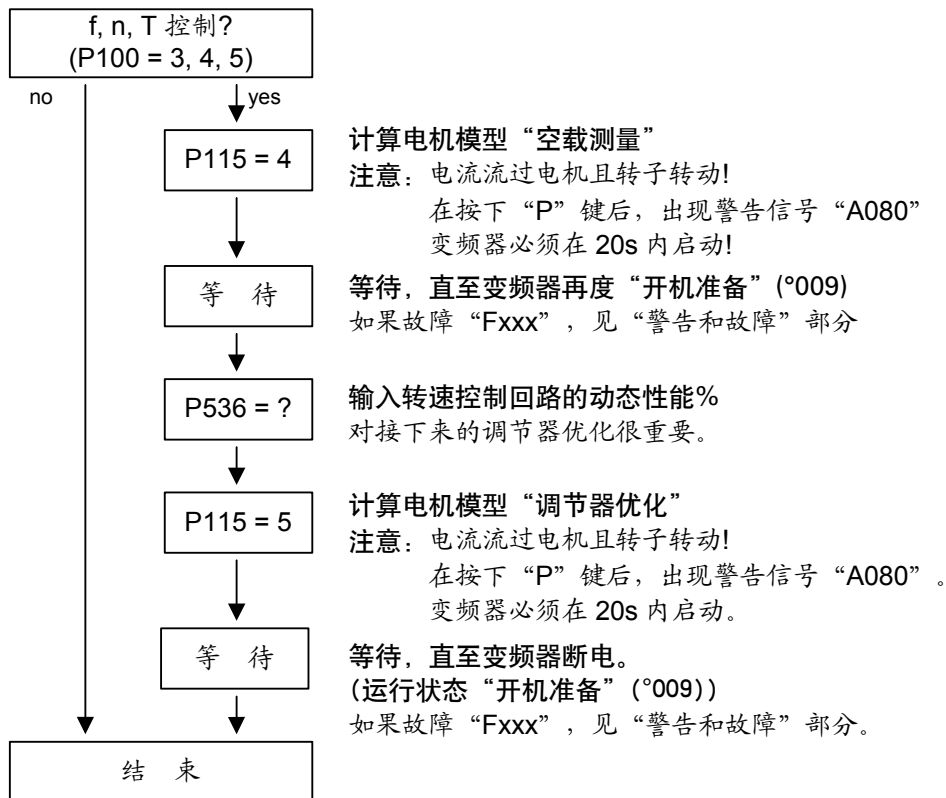 f, n, T 控制?
(P100 = 3, 4, 5)
no
yes
P115 = 4
计算电机模型“空载测量”
注意：电流流过电机且转子转动!
在按下“P”键后，出现警告信号“A080”
变频器必须在 20s 内启动!
等 待
等待，直至变频器再度“开机准备”(°009)
如果故障“Fxxx”，见“警告和故障”部分
P536 = ?
输入转速控制回路的动态性能%
对接下来的调节器优化很重要。
P115 = 5
计算电机模型“调节器优化”
注意：电流流过电机且转子转动!
在按下“P”键后，出现警告信号“A080”。
变频器必须在 20s 内启动。
等 待
等待，直至变频器断电。
(运行状态“开机准备”(°009))
如果故障“Fxxx”，见“警告和故障”部分。
结 束